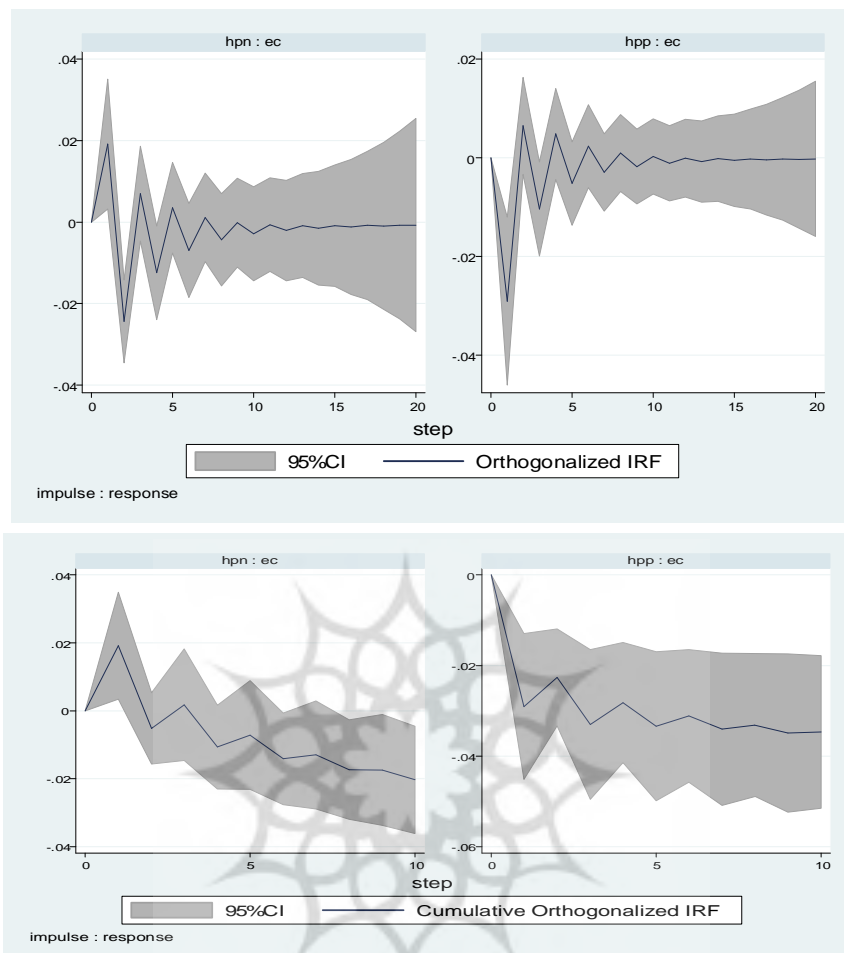 hpn : ec hpp : ec
.04 .02
.02 0
0 -.02
-.02 -.04
-.04
0 5 10 15 20 0 5 10 15 20
step
95%CI Orthogonalized IRF
impulse : response
hpn : ec hpp : ec
.04 0
.02 -.02
0 -.04
-.02 -.06
-.04
0 5 10 0 5 10
step
95%CI Cumulative Orthogonalized IRF
impulse : response